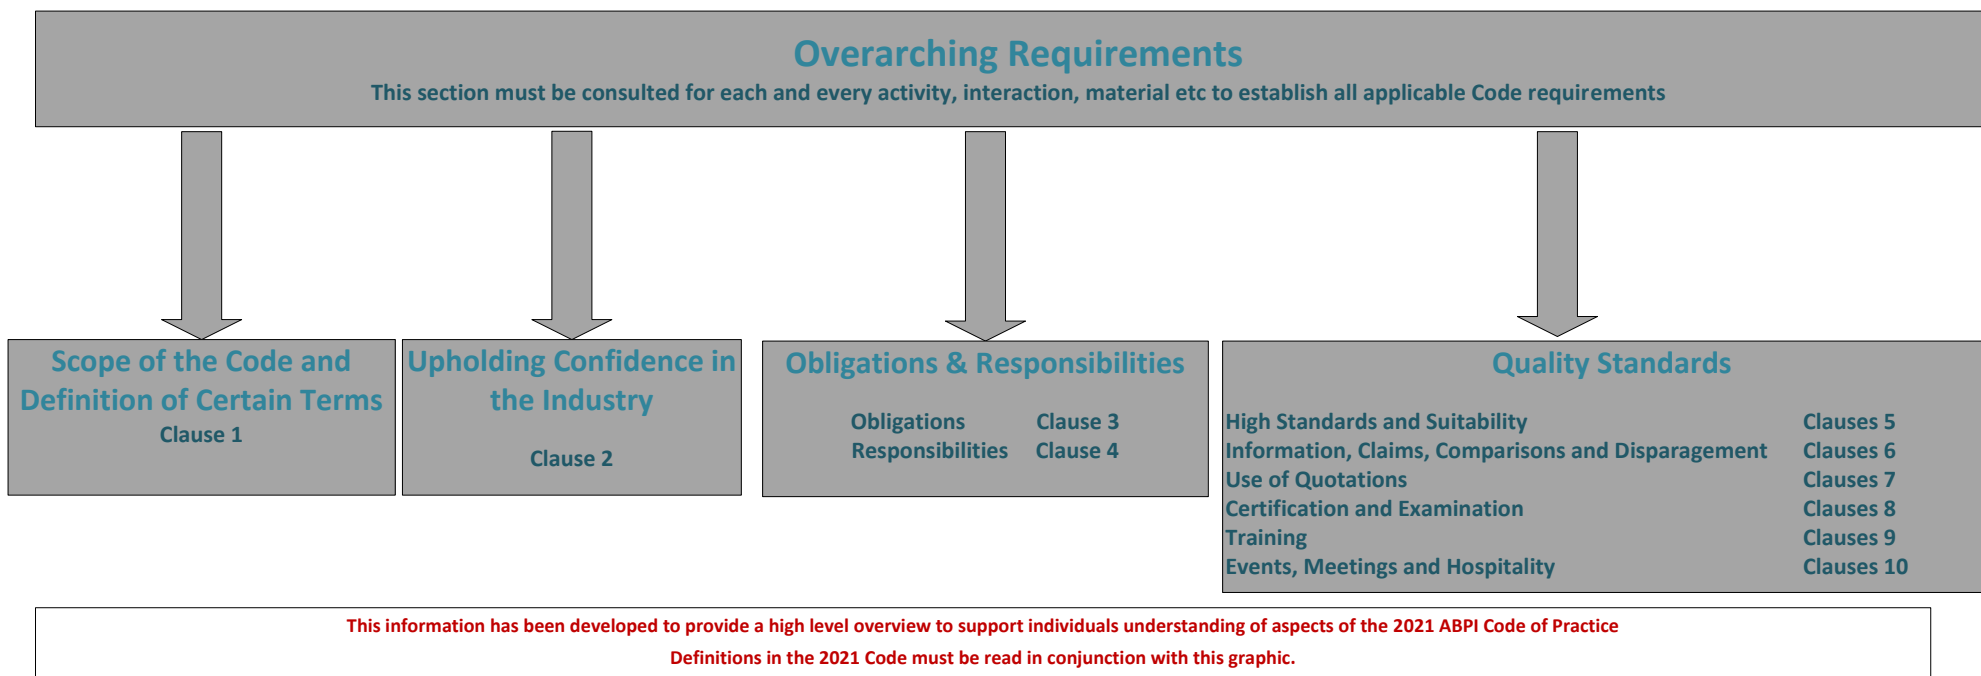 Overarching Requirements
This section must be consulted for each and every activity, interaction, material etc to establish all applicable Code requirements
Scope of the Code and
Definition of Certain Terms
Clause 1
Upholding Confidence in
the Industry
Clause 2
Obligations & Responsibilities
Obligations Clause 3
Responsibilities Clause 4
Quality Standards
High Standards and Suitability Clauses 5
Information, Claims, Comparisons and Disparagement Clauses 6
Use of Quotations Clauses 7
Certification and Examination Clauses 8
Training Clauses 9
Events, Meetings and Hospitality Clauses 10
This information has been developed to provide a high level overview to support individuals understanding of aspects of the 2021 ABPI Code of Practice
Definitions in the 2021 Code must be read in conjunction with this graphic.